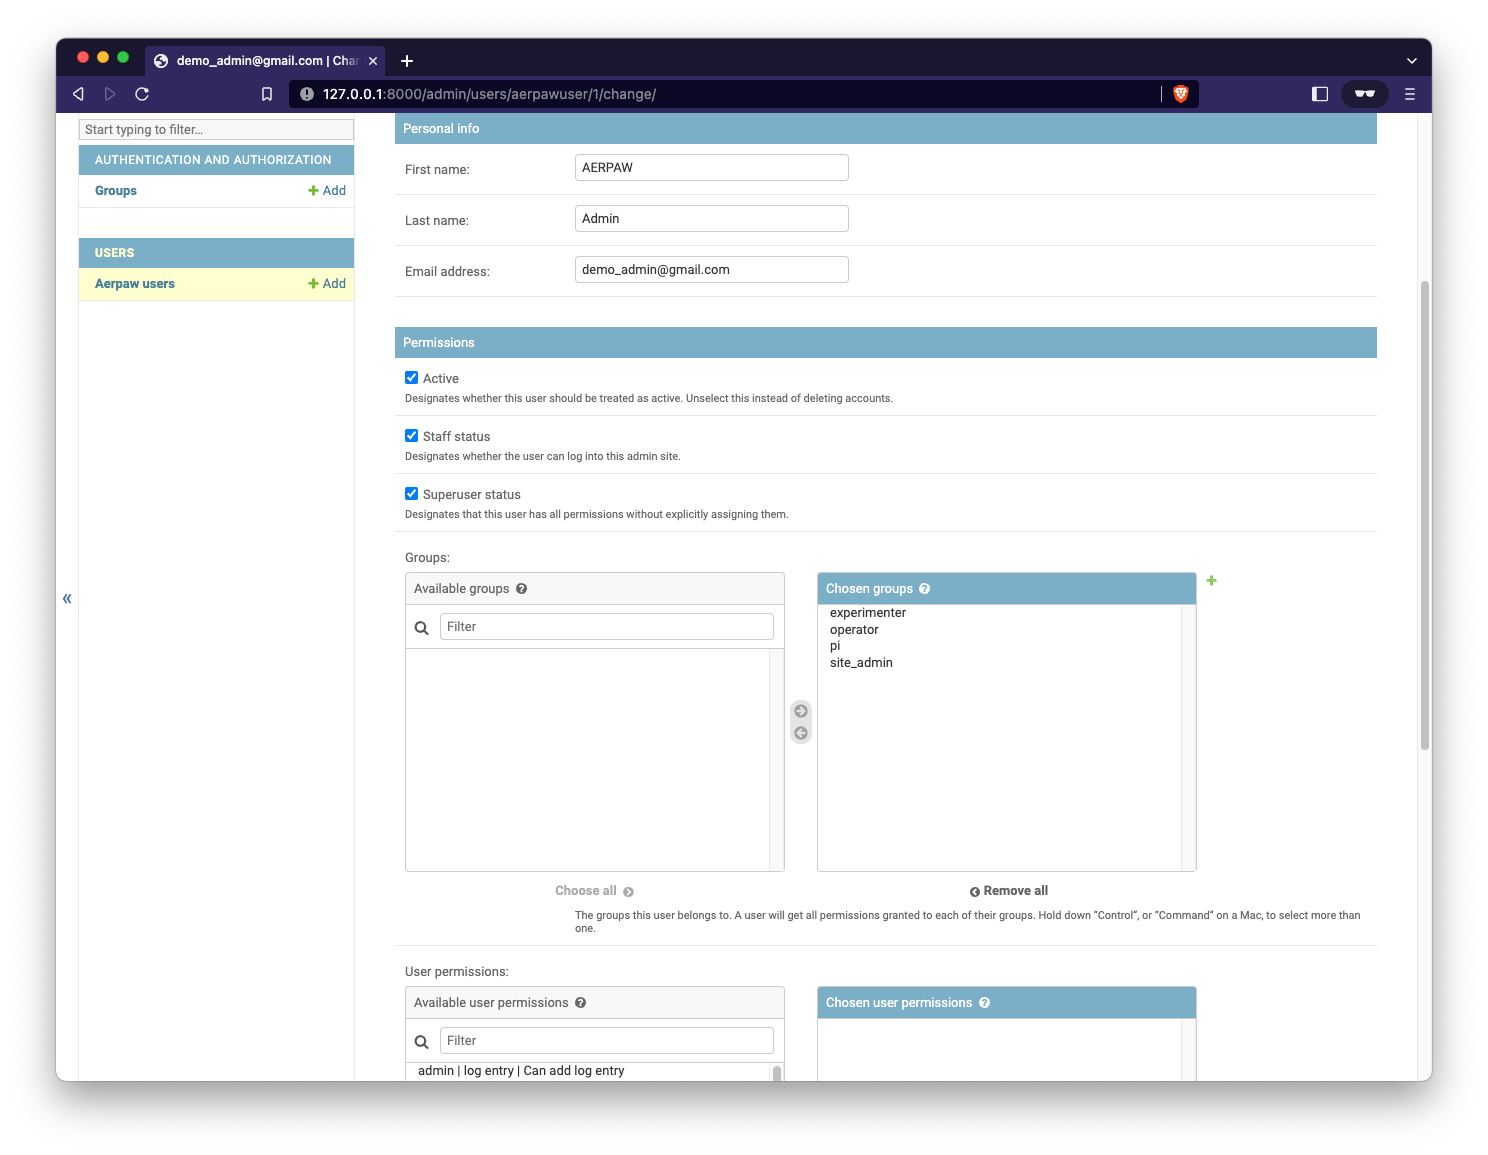 demo_admin@gmail.com | Cha
127.0.0.1:8000/admin/users/aerpawuser/1/change/
Start typing to filter...
AUTHENTICATION AND AUTHORIZATION
Groups
Add
USERS
Aerpaw users
Add
«
Personal info
First name:
AERPAW
Last name:
Admin
Email address:
demo_admin@gmail.com
Permissions
Active
Designates whether this user should be treated as active. Unselect this instead of deleting accounts.
Staff status
Designates whether the user can log into this admin site.
Superuser status
Designates that this user has all permissions without explicitly assigning them.
Groups:
Available groups ?
Filter
Choose all
Chosen groups ?
experimenter
operator
pi
site_admin
Remove all
The groups this user belongs to. A user will get all permissions granted to each of their groups. Hold down “Control”, or “Command” on a Mac, to select more than
one.
User permissions:
Available user permissions ?
Filter
admin | log entry | Can add log entry
Chosen user permissions ?